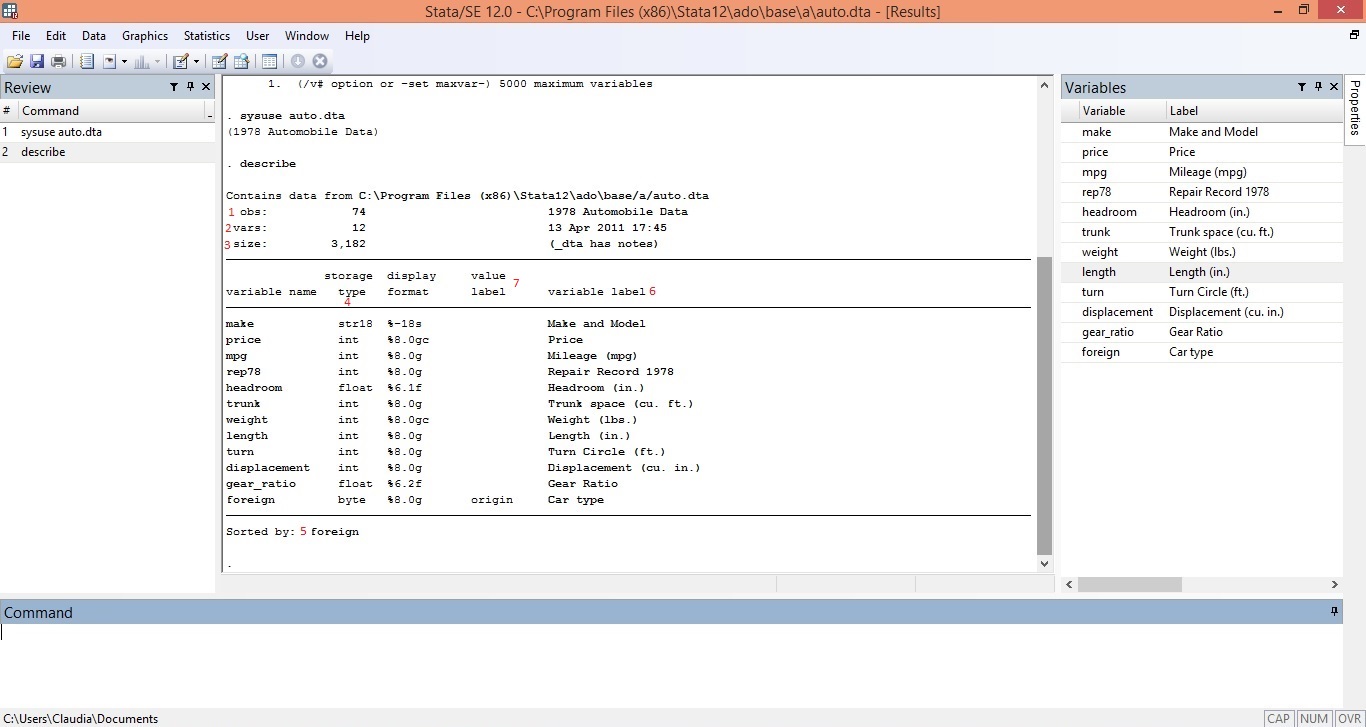 Stata/SE 12.0 - C:\Program Files (x86)\Stata12\ado\base\a\auto.dta - [Results]
File Edit Data Graphics Statistics User Window Help
Review
# Command
1 sysuse auto.dta
2 describe
1. (/v# option or -set maxvar-) 5000 maximum variables
. sysuse auto.dta
(1978 Automobile Data)
. describe
Contains data from C:\Program Files (x86)\Stata12\ado\base/a/auto.dta
1 obs: 74 1978 Automobile Data
2 vars: 12 13 Apr 2011 17:45
3 size: 3,182 (_dta has notes)
storage display value
7
variable name type format label variable label 6
4
make str18 %-18s Make and Model
price int %8.0gc Price
mpg int %8.0g Mileage (mpg)
rep78 int %8.0g Repair Record 1978
headroom float %6.1f Headroom (in.)
trunk int %8.0g Trunk space (cu. ft.)
weight int %8.0gc Weight (lbs.)
length int %8.0g Length (in.)
turn int %8.0g Turn Circle (ft.)
displacement int %8.0g Displacement (cu. in.)
gear_ratio float %6.2f Gear Ratio
foreign byte %8.0g origin Car type
Sorted by: 5 foreign
.
Variables
Variable Label
make Make and Model
price Price
mpg Mileage (mpg)
rep78 Repair Record 1978
headroom Headroom (in.)
trunk Trunk space (cu. ft.)
weight Weight (lbs.)
length Length (in.)
turn Turn Circle (ft.)
displacement Displacement (cu. in.)
gear_ratio Gear Ratio
foreign Car type
Properties
Command
C:\Users\Claudia\Documents
CAP NUM OVR